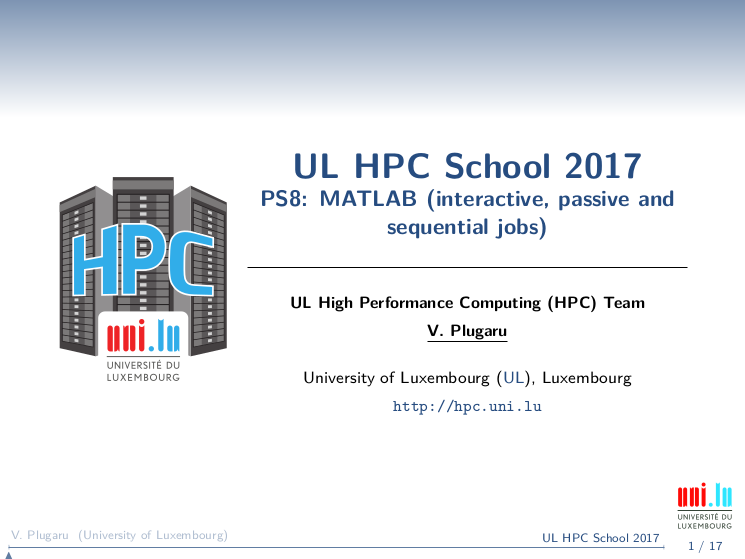 UL HPC School 2017
PS8: MATLAB (interactive, passive and
sequential jobs)
HPC
uni.lu
UNIVERSITÉ DU
LUXEMBOURG
UL High Performance Computing (HPC) Team
V. Plugaru
University of Luxembourg (UL), Luxembourg
http://hpc.uni.lu
uni.lu
UNIVERSITÉ DU
LUXEMBOURG
V. Plugaru (University of Luxembourg)
UL HPC School 2017
1 / 17